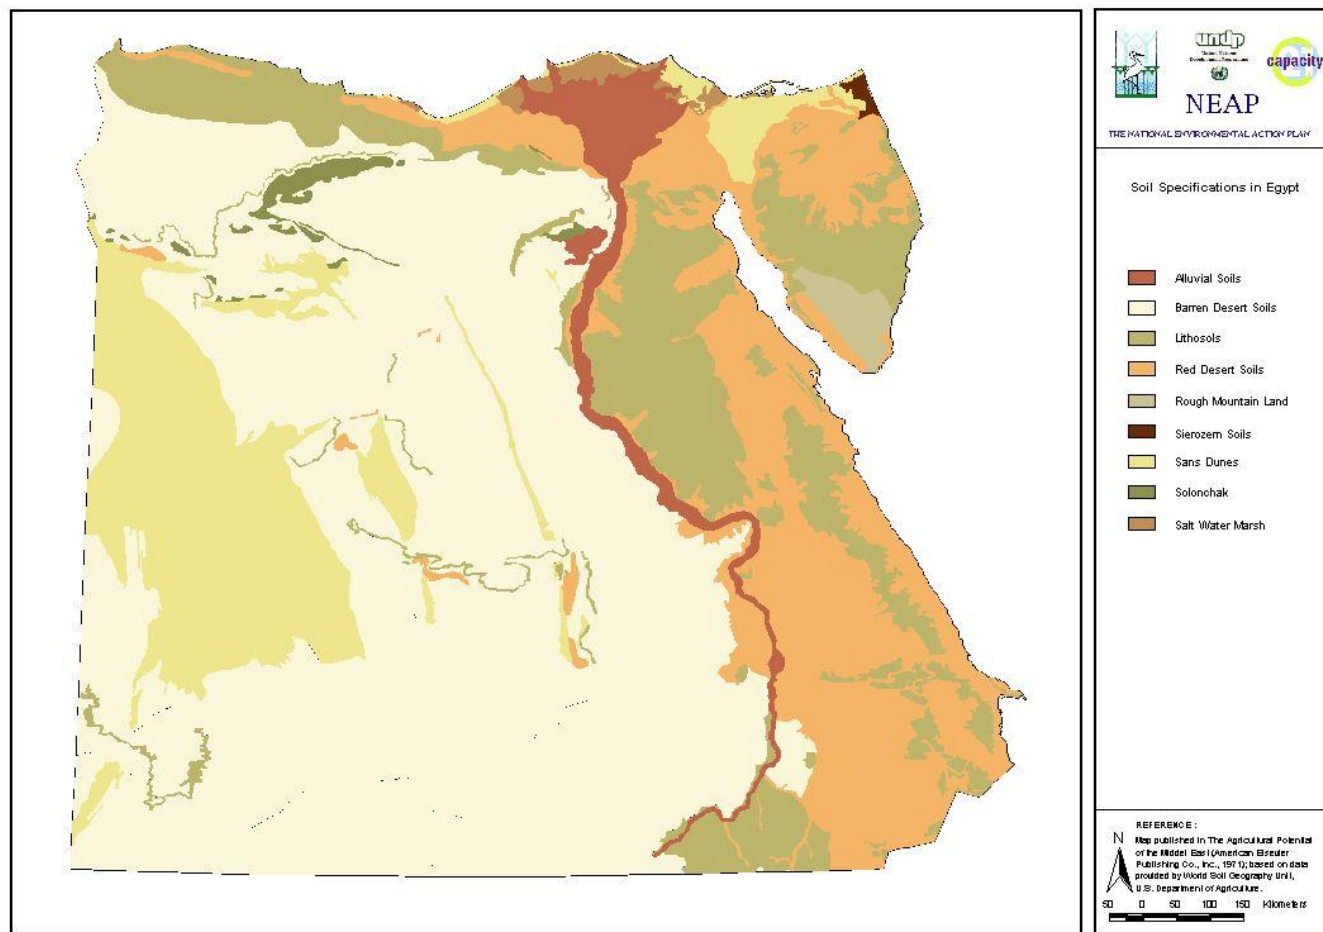 undp
capacity
21
NEAP
THE NATIONAL ENVIRONMENTAL ACTION PLAN
Soil Specifications in Egypt
Alluvial Soils
Barren Desert Soils
Lithosols
Red Desert Soils
Rough Mountain Land
Sierozem Soils
Sans Dunes
Solonchak
Salt Water Marsh
REFERENCE :
N
Map published in The Agricultural Potential
of the Middel East (American
Publishing Co., Inc., 1971); based on data
provided by World Soil Geography Unit,
U.S. Department of Agriculture.
50 0 50 100 150 Kilometers